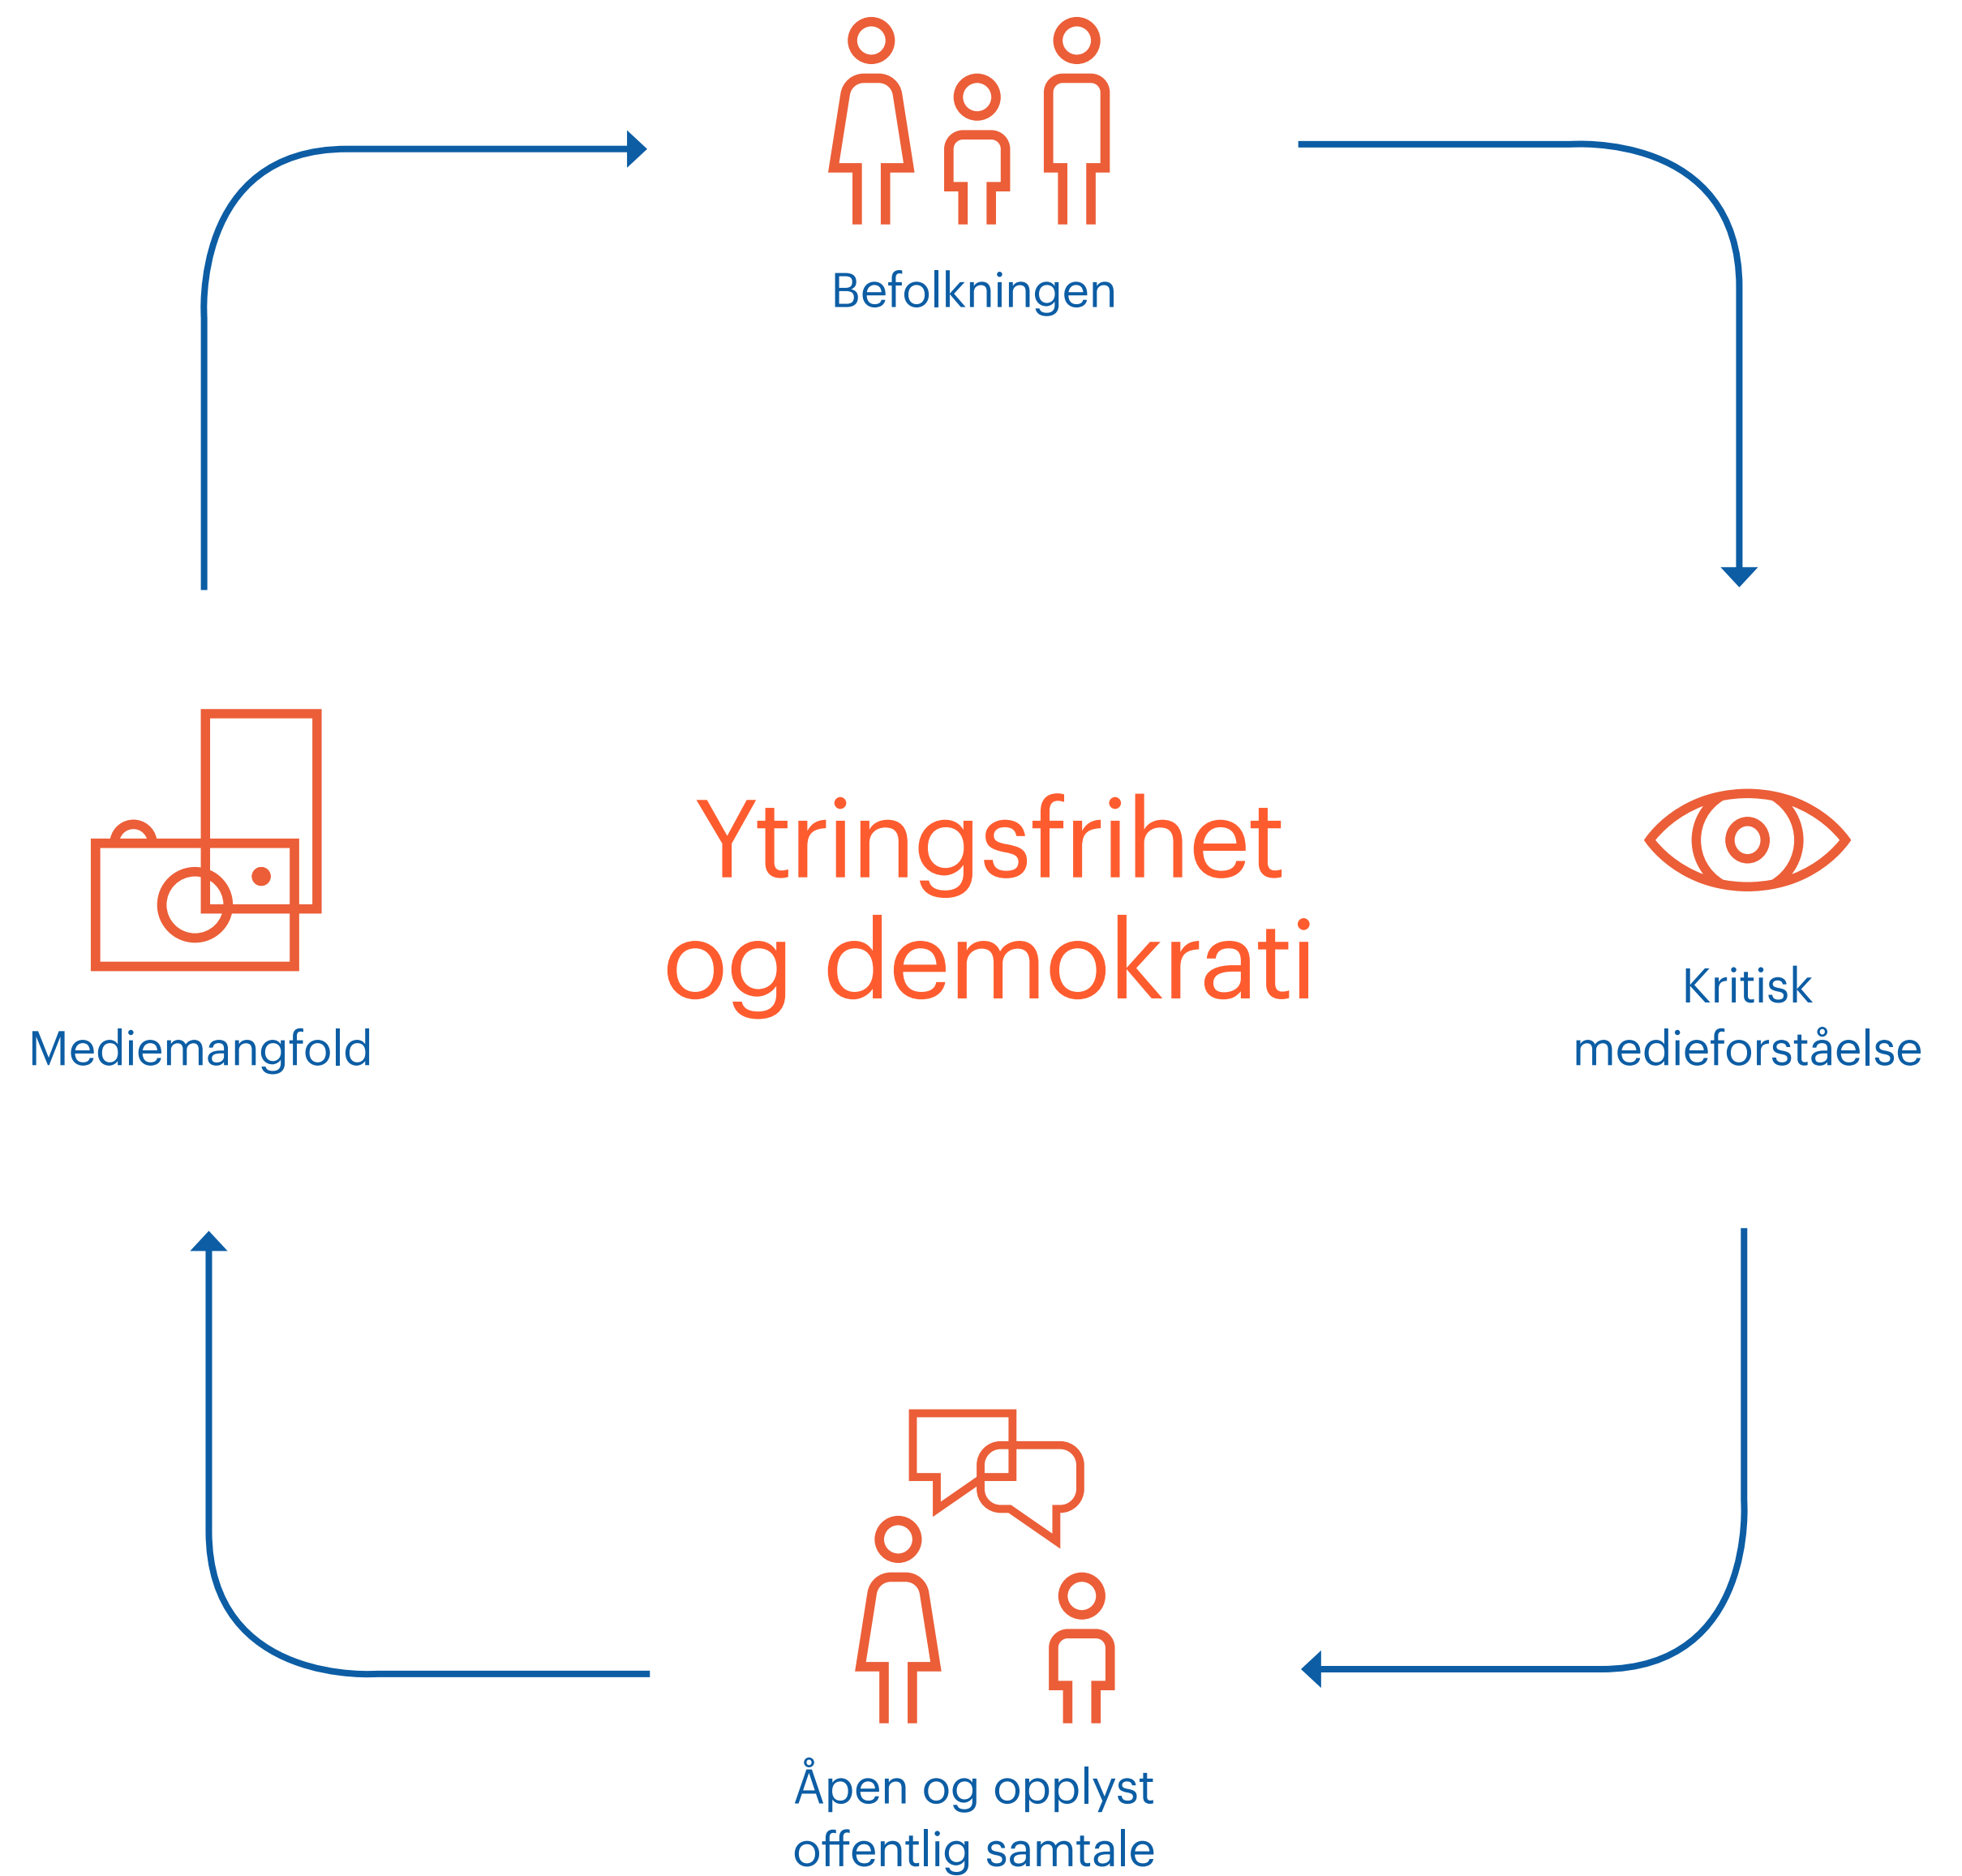 Befolkningen
Ytringsfrihet
og demokrati
Mediemangfold
Kritisk
medieforståelse
Åpen og opplyst
offentlig samtale